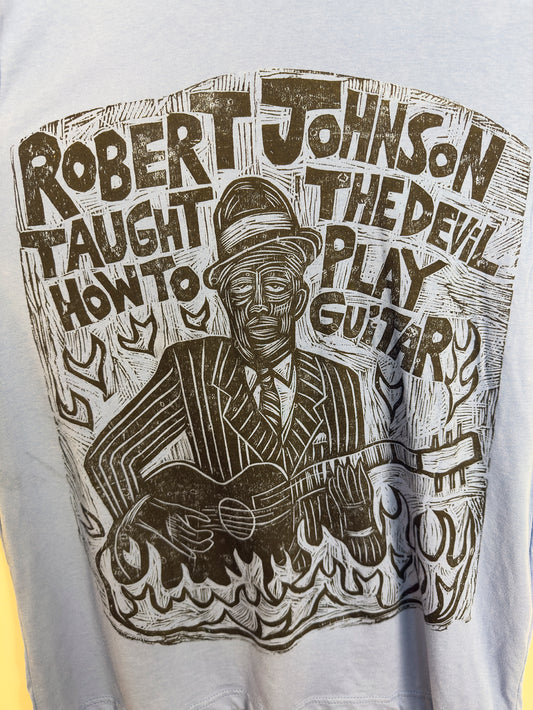 ROBERT JOHNSON
TAUGHT THE DEVIL
HOW TO PLAY
GUiTAR